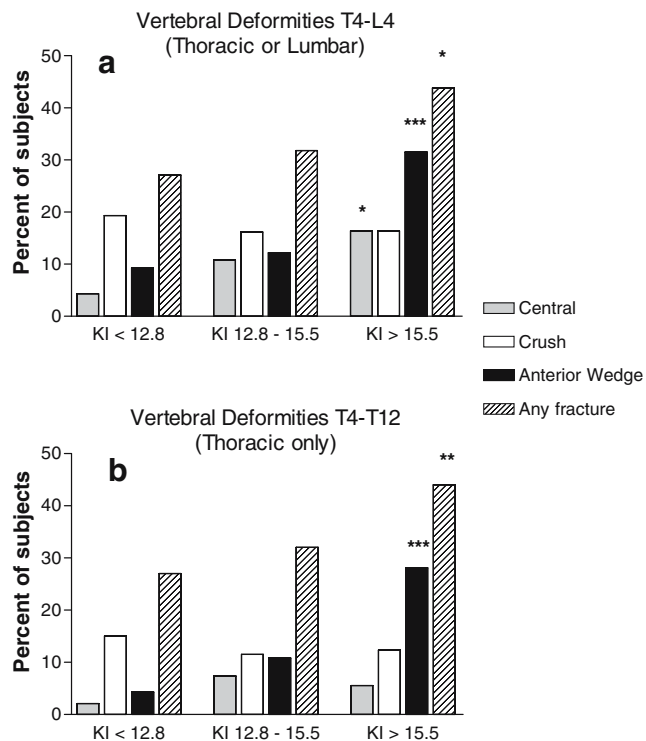 Vertebral Deformities T4-L4
(Thoracic or Lumbar)
a
Percent of subjects
50
40
30
20
10
0
*
***
*
KI < 12.8
KI 12.8 - 15.5
KI > 15.5
Central
Crush
Anterior Wedge
Any fracture
Vertebral Deformities T4-T12
(Thoracic only)
b
Percent of subjects
50
40
30
20
10
0
**
***
KI < 12.8
KI 12.8 - 15.5
KI > 15.5